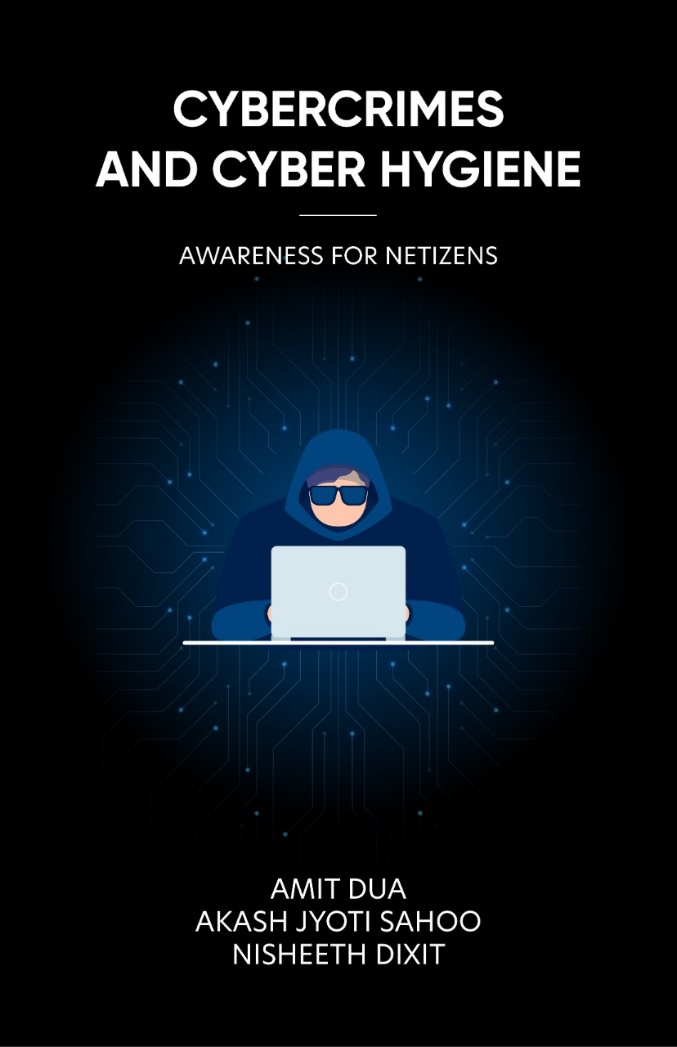 CYBERCRIMES
AND CYBER HYGIENE
AWARENESS FOR NETIZENS
AMIT DUA
AKASH JYOTI SAHOO
NISHEETH DIXIT